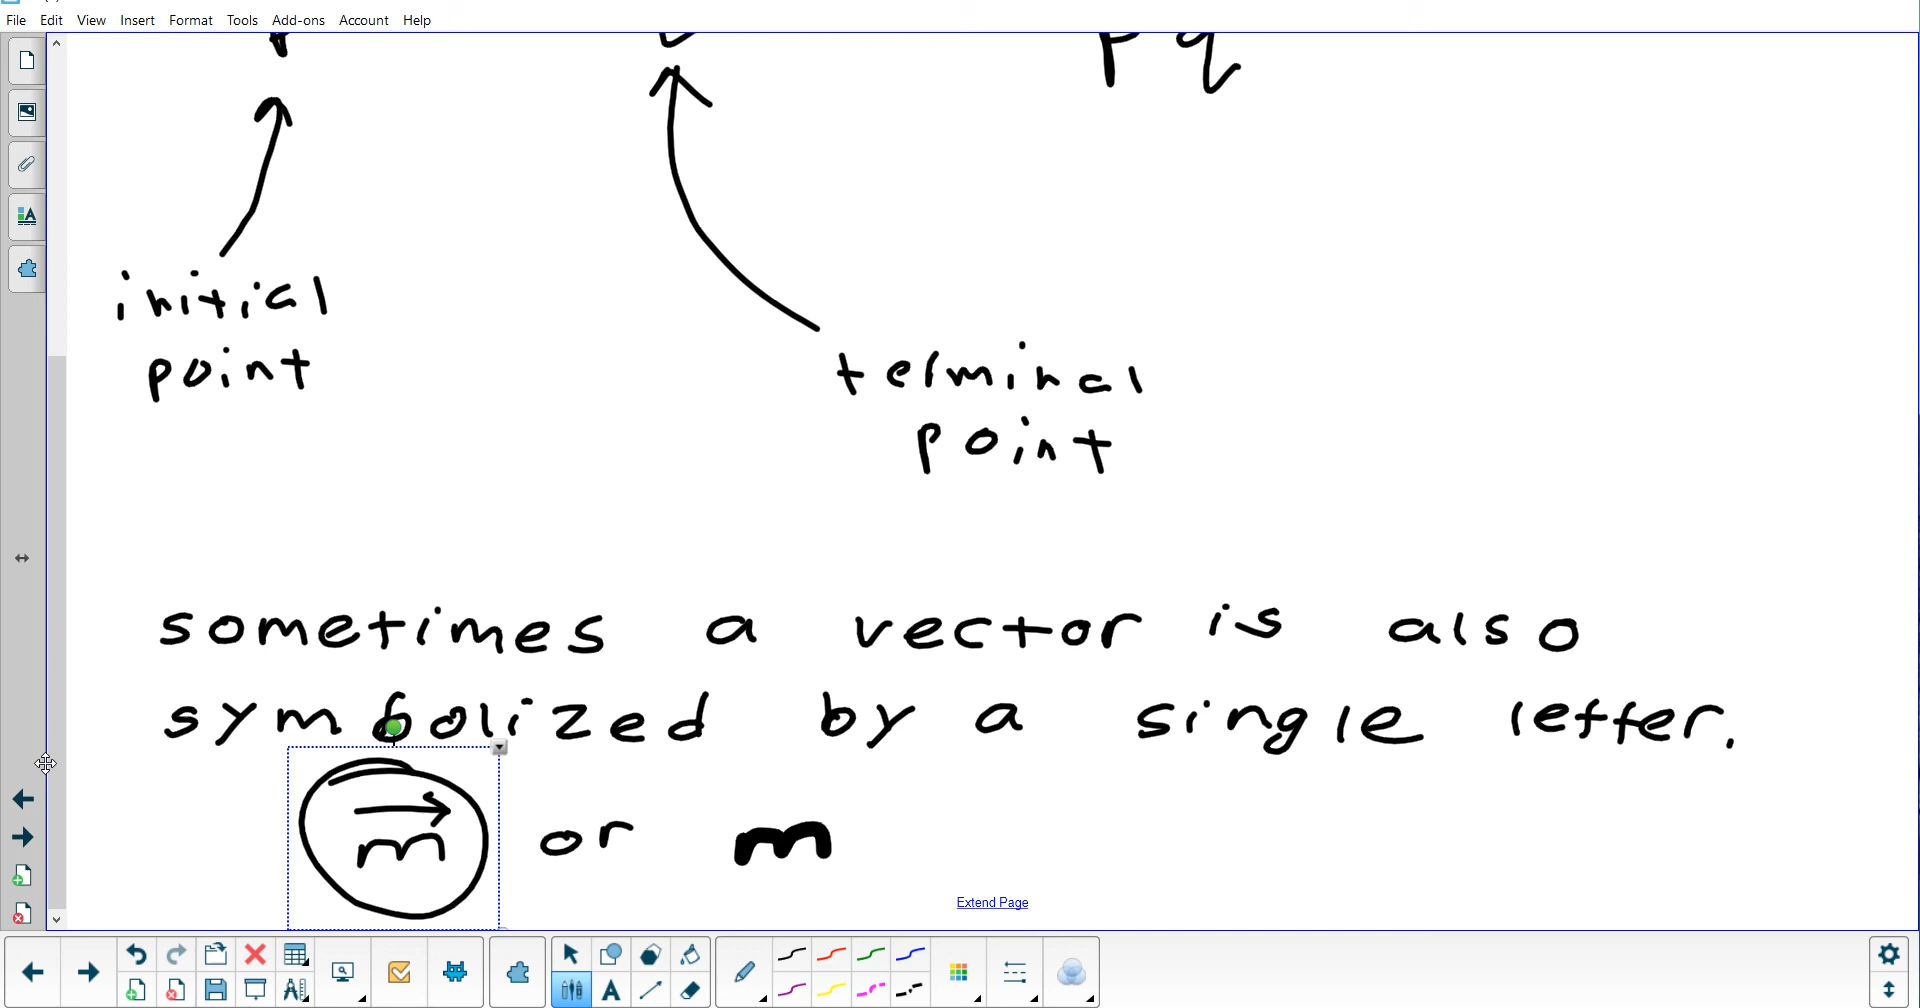 File Edit View Insert Format Tools Add-ons Account Help
p q
initial
point
terminal
point
sometimes a vector is also
symbolized by a single letter.
m or m
Extend Page